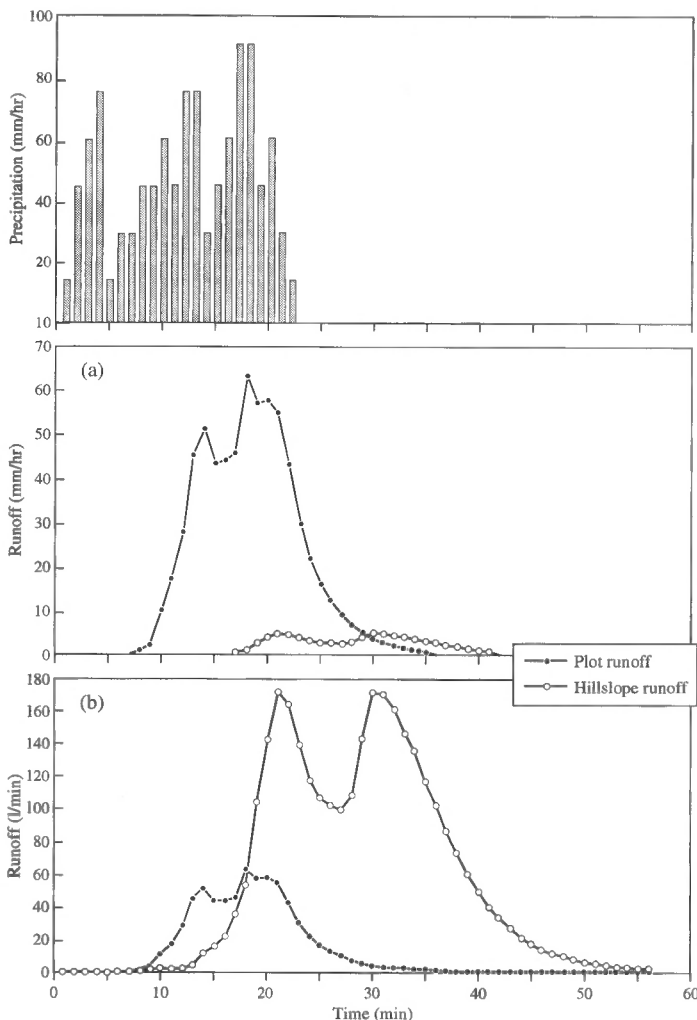 100
80
60
40
20
10
Precipitation (mm/hr)
(a)
70
60
50
40
30
20
10
0
Runoff (mm/hr)
Plot runoff
Hillslope runoff
(b)
180
160
140
120
100
80
60
40
20
0
Runoff (l/min)
0 10 20 30 40 50 60
Time (min)